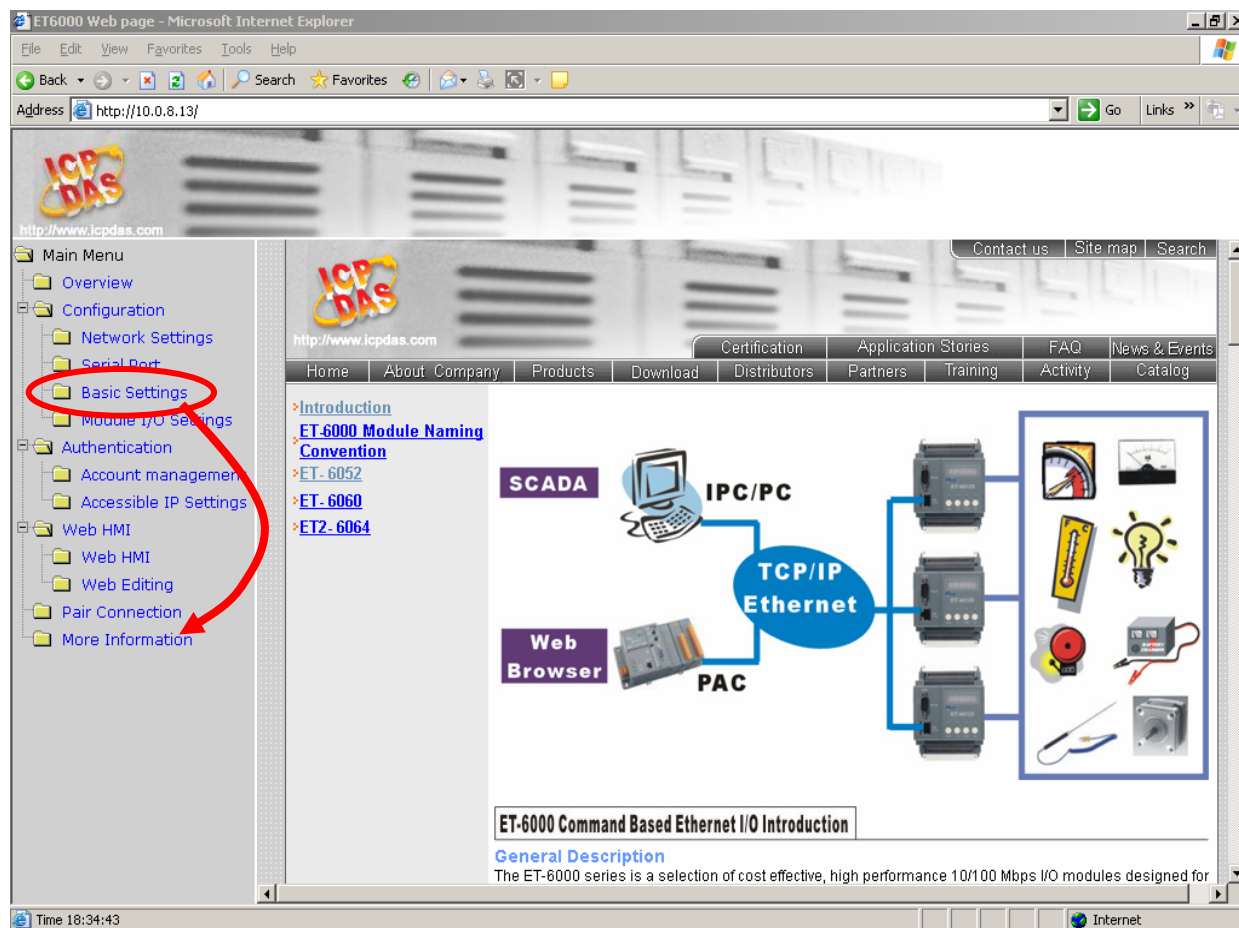 ET6000 Web page - Microsoft Internet Explorer
File Edit View Favorites Tools Help
Back Search Favorites
Address http://10.0.8.13/ Go Links »
ICP DAS
http://www.icpdas.com
Main Menu
Overview
Configuration
Network Settings
Serial Port
Basic Settings
Module I/O Settings
Authentication
Account management
Accessible IP Settings
Web HMI
Web HMI
Web Editing
Pair Connection
More Information
Contact us Site map Search
ICP DAS
http://www.icpdas.com
Certification Application Stories FAQ News & Events
Home About Company Products Download Distributors Partners Training Activity Catalog
Introduction
ET-6000 Module Naming
Convention
ET- 6052
ET- 6060
ET2- 6064
SCADA
IPC/PC
TCP/IP
Ethernet
Web
Browser
PAC
F C
ET-6000 Command Based Ethernet I/O Introduction
General Description
The ET-6000 series is a selection of cost effective, high performance 10/100 Mbps I/O modules designed for
Time 18:34:43 Internet